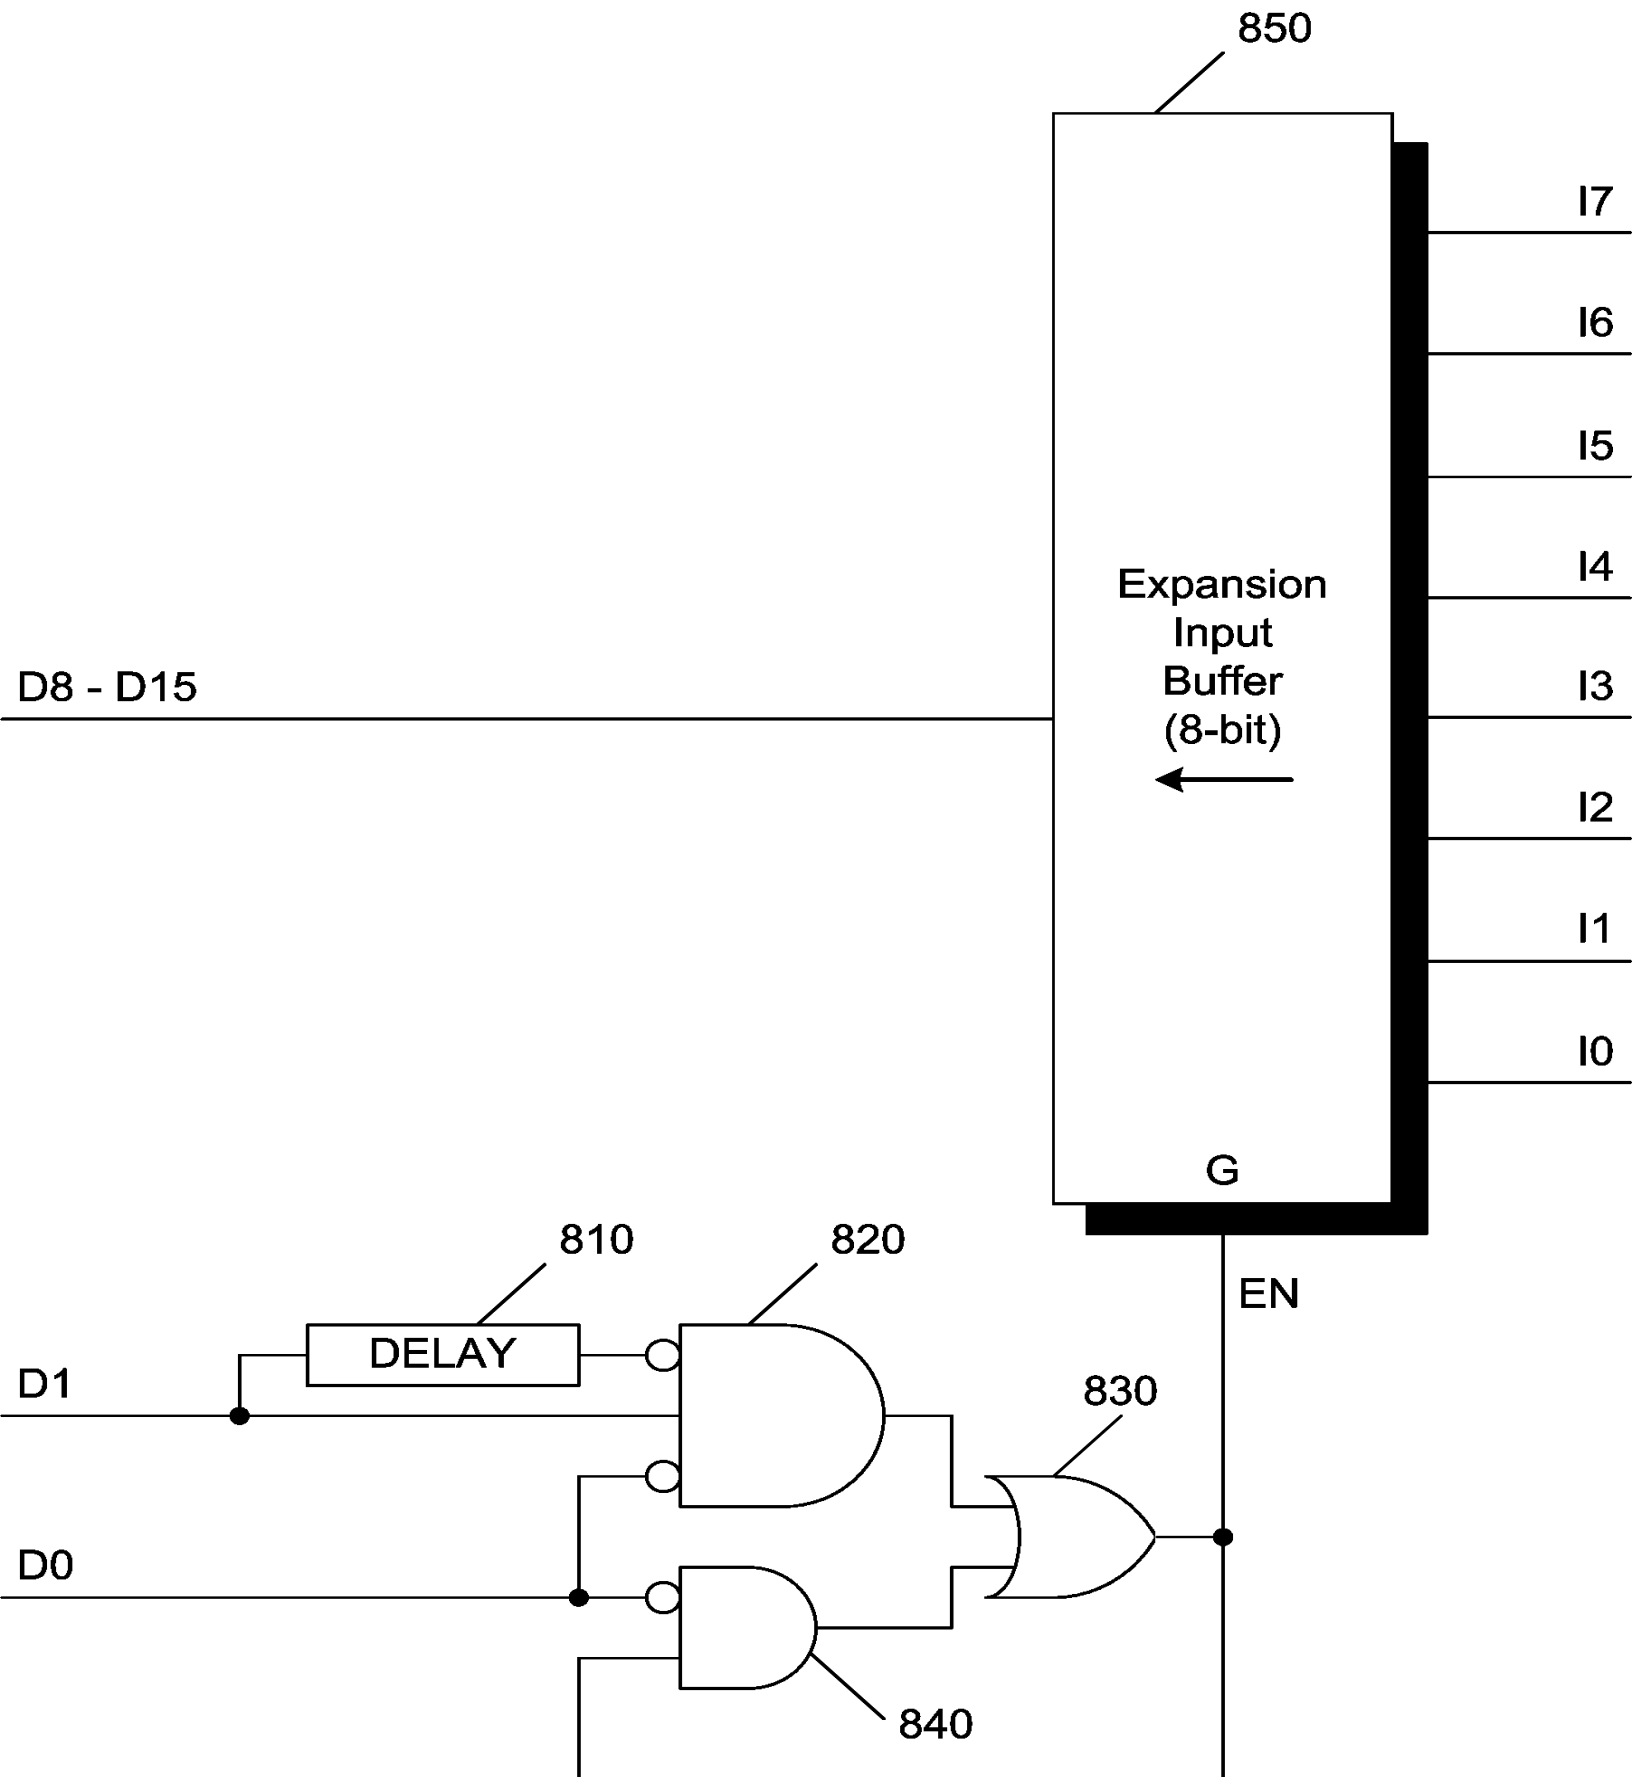 850
I7
I6
I5
I4
Expansion
Input
Buffer
(8-bit)
D8 - D15
I3
I2
I1
I0
G
810
820
EN
DELAY
D1
830
D0
840